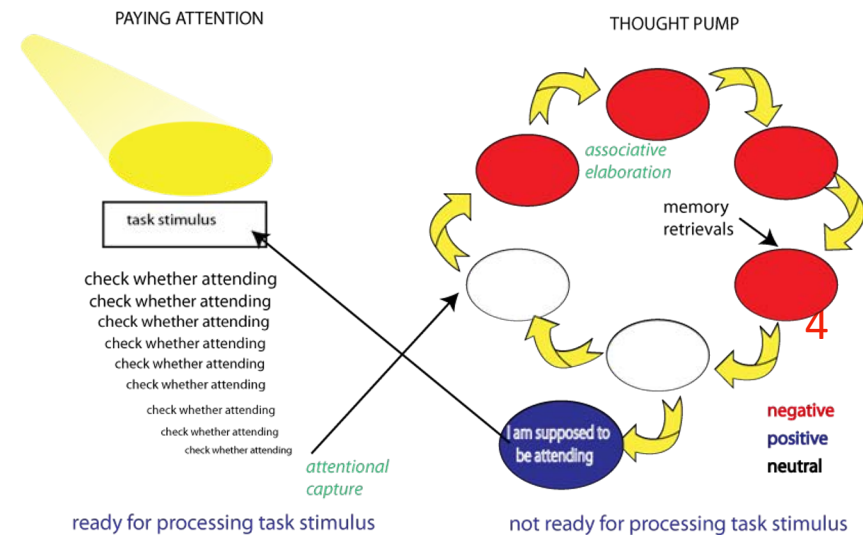 PAYING ATTENTION
THOUGHT PUMP
associative
elaboration
task stimulus
memory
retrievals
check whether attending
check whether attending
check whether attending
check whether attending
check whether attending
check whether attending
check whether attending
check whether attending
check whether attending
4
I am supposed to
be attending
attentional
capture
negative
positive
neutral
ready for processing task stimulus
not ready for processing task stimulus